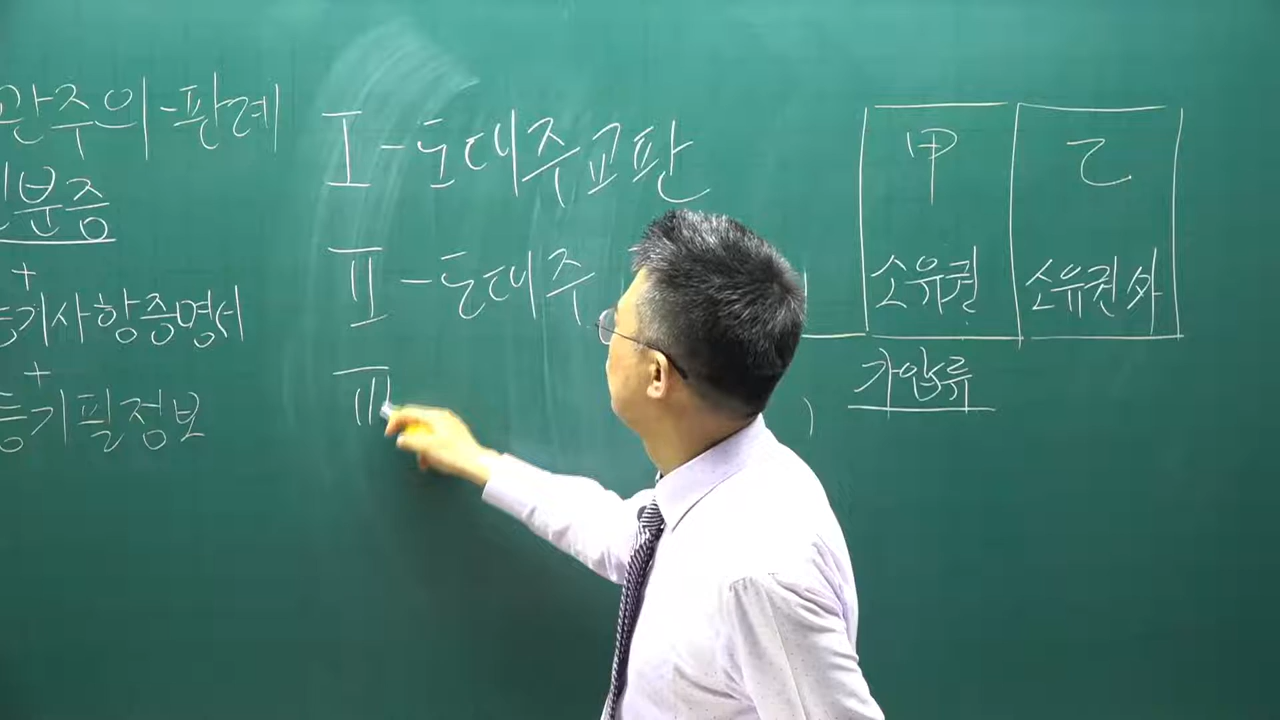 관주의-판례
분증
+
등기사항증명서
+
등기필정보
Ⅰ-도대주교판
Ⅱ-도대주
Ⅲ
甲 乙
소유권 소유권 外
가압류